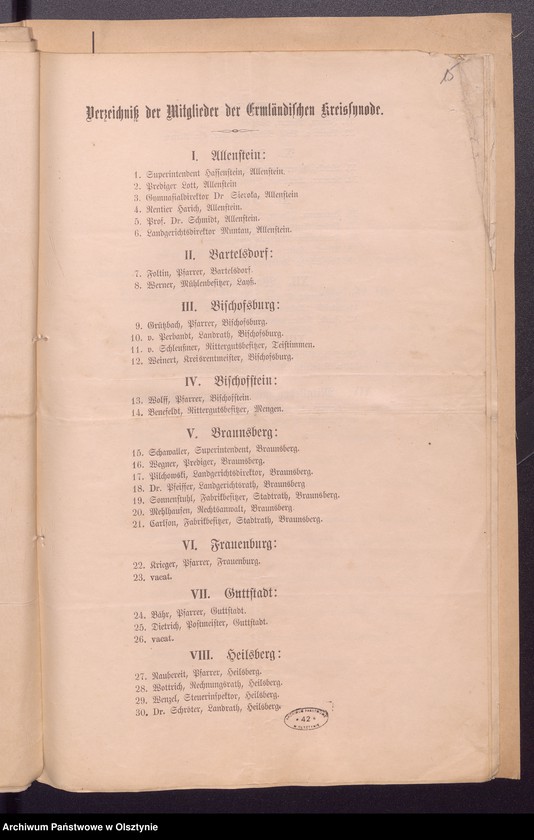 15
Verzeichniß der Mitglieder der Ermländischen Kreissynode.
I. Allenstein:
1. Superintendent Hassenstein, Allenstein.
2. Prediger Lott, Allenstein
3. Gymnasialdirektor Dr Sieroka, Allenstein
4. Rentier Harich, Allenstein.
5. Prof. Dr. Schmidt, Allenstein.
6. Landgerichtsdirektor Muntau, Allenstein.
II. Bartelsdorf:
7. Foltin, Pfarrer, Bartelsdorf.
8. Werner, Mühlenbesitzer, Layß.
III. Bischofsburg:
9. Grützbach, Pfarrer, Bischofsburg.
10. v. Perbandt, Landrath, Bischofsburg.
11. v. Schleußner, Rittergutsbesitzer, Teistimmen.
12. Weinert, Kreisrentmeister, Bischofsburg.
IV. Bischofstein:
13. Wolff, Pfarrer, Bischofstein.
14. Benefeldt, Rittergutsbesitzer, Mengen.
V. Braunsberg:
15. Schawaller, Superintendent, Braunsberg.
16. Wegner, Prediger, Braunsberg.
17. Pilchowski, Landgerichtsdirektor, Braunsberg.
18. Dr. Pfeiffer, Landgerichtsrath, Braunsberg
19. Sonnenstuhl, Fabrikbesitzer, Stadtrath, Braunsberg.
20. Mehlhausen, Rechtsanwalt, Braunsberg.
21. Carlson, Fabrikbesitzer, Stadtrath, Braunsberg.
VI. Frauenburg:
22. Krieger, Pfarrer, Frauenburg.
23. vacat.
VII. Guttstadt:
24. Bähr, Pfarrer, Guttstadt.
25. Dietrich, Postmeister, Guttstadt.
26. vacat.
VIII. Heilsberg:
27. Naubereit, Pfarrer, Heilsberg.
28. Wottrich, Rechnungsrath, Heilsberg.
29. Wenzel, Steuerinspektor, Heilsberg.
30. Dr. Schröter, Landrath, Heilsberg.
* 42 *
Archiwum Państwowe w Olsztynie